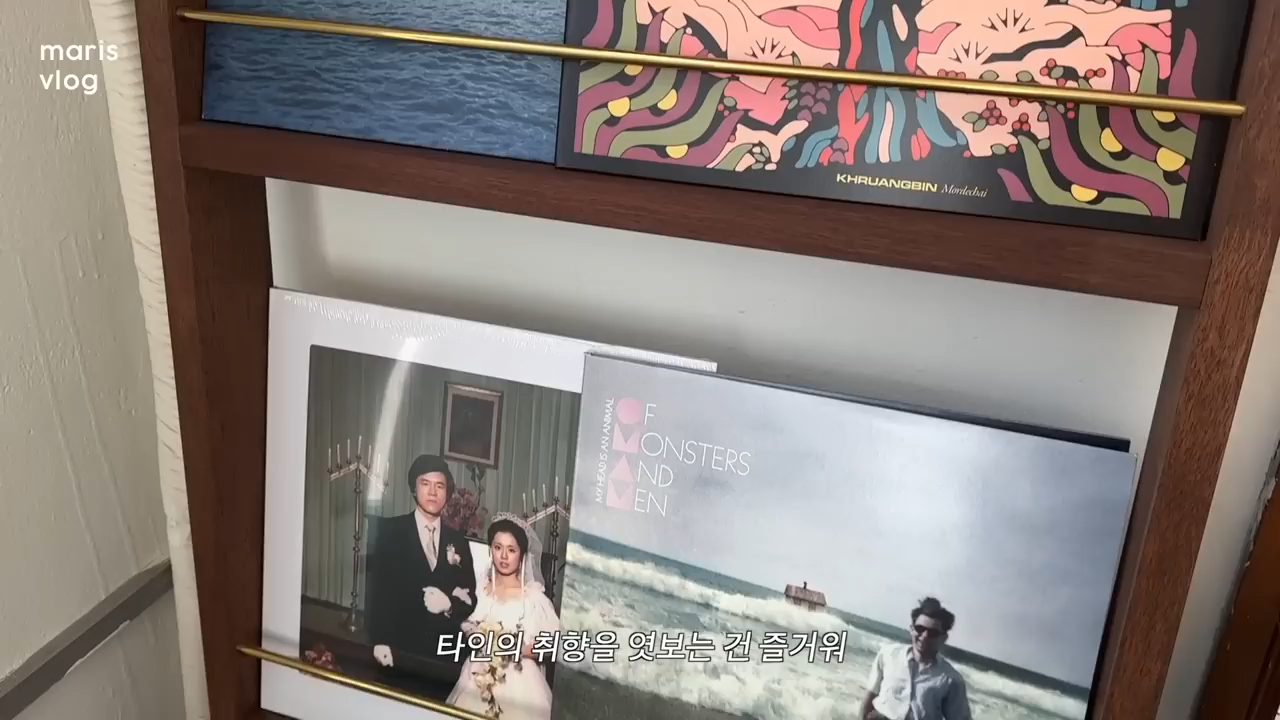 maris
vlog
KHRUANGBIN Mordechai
MY HEAD IS AN ANIMAL
OF
MONSTERS
AND
MEN
타인의 취향을 엿보는 건 즐거워